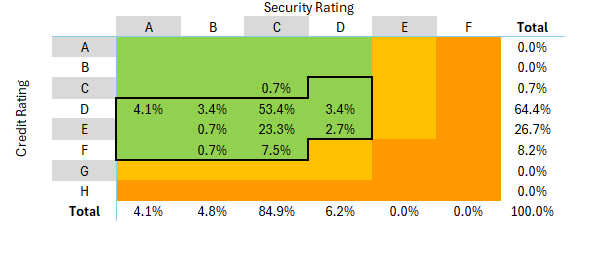 Security Rating
A B C D E F Total
Credit Rating
A 0.0%
B 0.0%
C 0.7% 0.7%
D 4.1% 3.4% 53.4% 3.4% 64.4%
E 0.7% 23.3% 2.7% 26.7%
F 0.7% 7.5% 8.2%
G 0.0%
H 0.0%
Total 4.1% 4.8% 84.9% 6.2% 0.0% 0.0% 100.0%